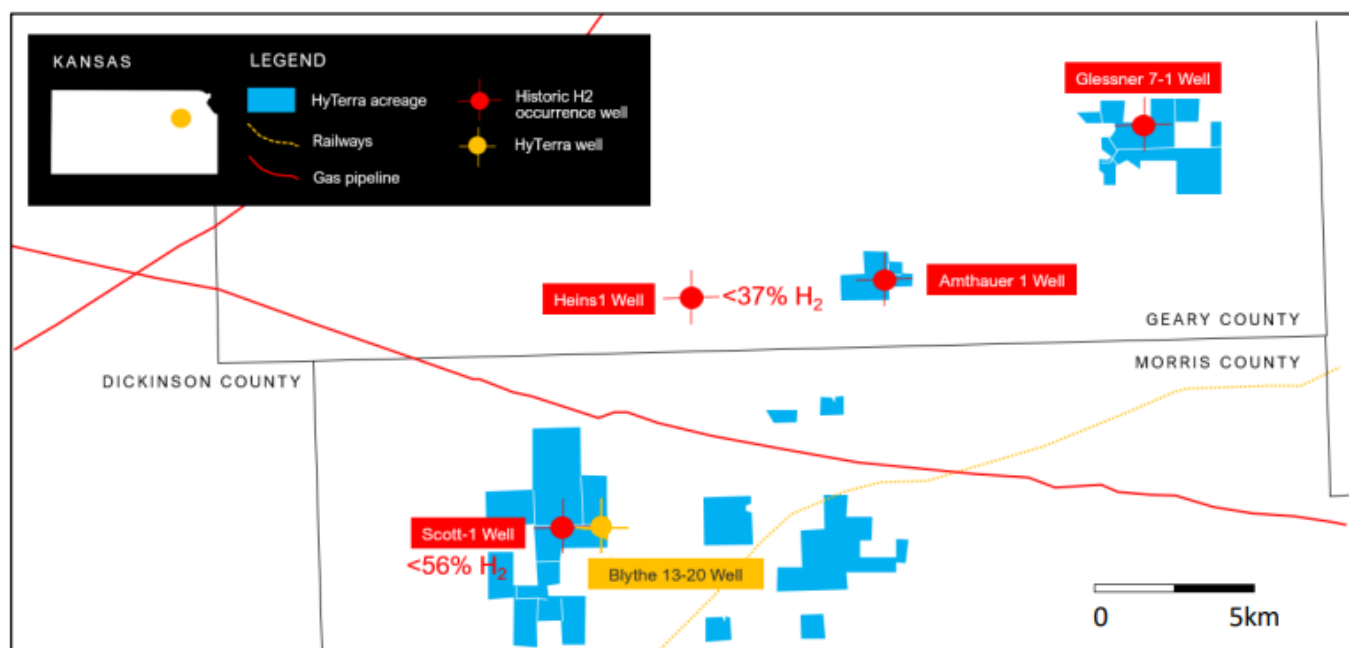 KANSAS
LEGEND
HyTerra acreage
Railways
Gas pipeline
Historic H2
occurrence well
HyTerra well
Glessner 7-1 Well
Heins1 Well
<37% H₂
Amthauer 1 Well
GEARY COUNTY
DICKINSON COUNTY
MORRIS COUNTY
Scott-1 Well
<56% H₂
Blythe 13-20 Well
0
5km